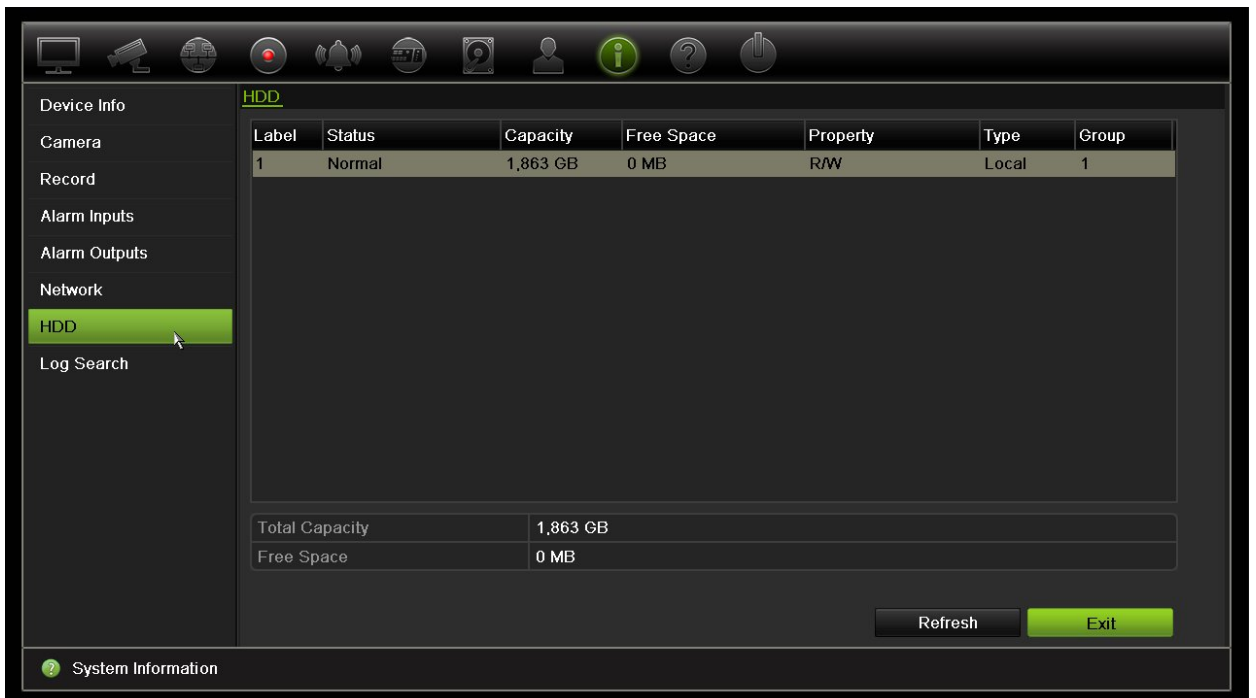 Device Info
Camera
Record
Alarm Inputs
Alarm Outputs
Network
HDD
Log Search
HDD
Label Status Capacity Free Space Property Type Group
1 Normal 1,863 GB 0 MB R/W Local 1
Total Capacity 1,863 GB
Free Space 0 MB
Refresh Exit
System Information